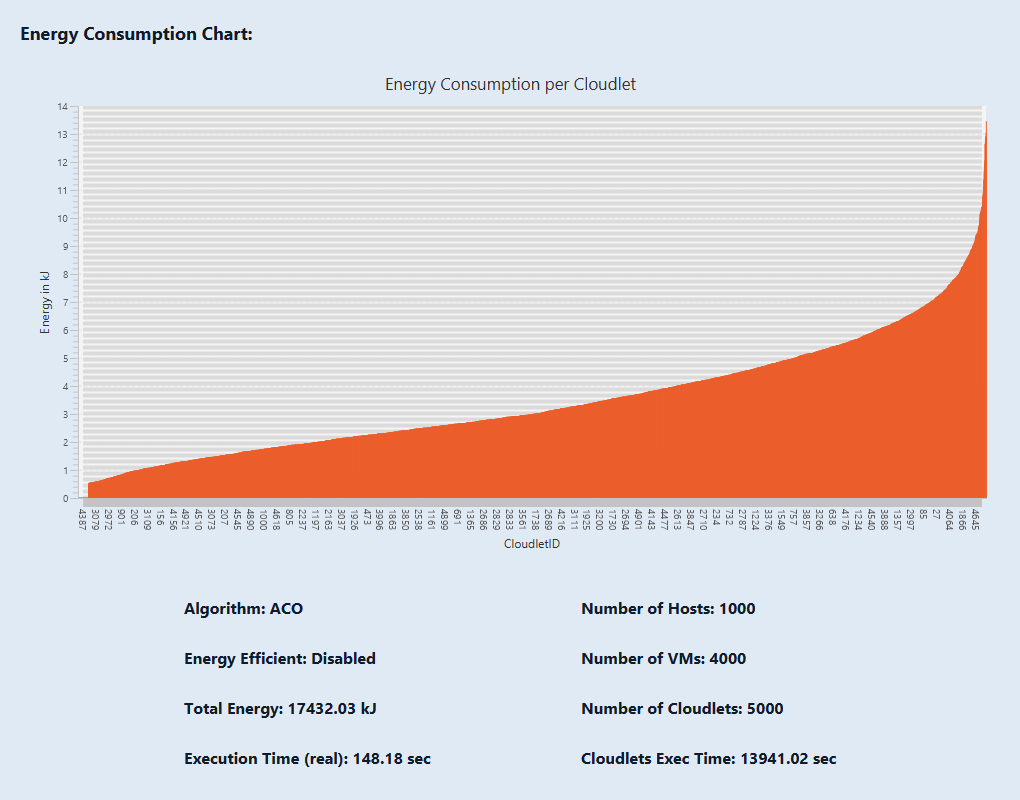 Energy Consumption Chart:
Energy Consumption per Cloudlet
14
13
12
11
10
9
8
7
6
5
4
3
2
1
0
Energy in kJ
4387 3079 2972 901 206 3109 156 4156 4921 4510 3073 207 4545 4890 1000 4618 805 2237 1197 2163 3037 1926 473 3996 1963 1850 2538 1161 4899 691 1365 2686 2829 2833 3561 1738 2689 4216 3111 1925 3200 1730 2694 4901 4143 4477 2613 3847 2710 234 732 2787 1224 3376 1549 757 3857 3266 638 4176 1234 4540 3888 1357 2997 85 27 4064 1866 4645
CloudletID
Algorithm: ACO
Number of Hosts: 1000
Energy Efficient: Disabled
Number of VMs: 4000
Total Energy: 17432.03 kJ
Number of Cloudlets: 5000
Execution Time (real): 148.18 sec
Cloudlets Exec Time: 13941.02 sec